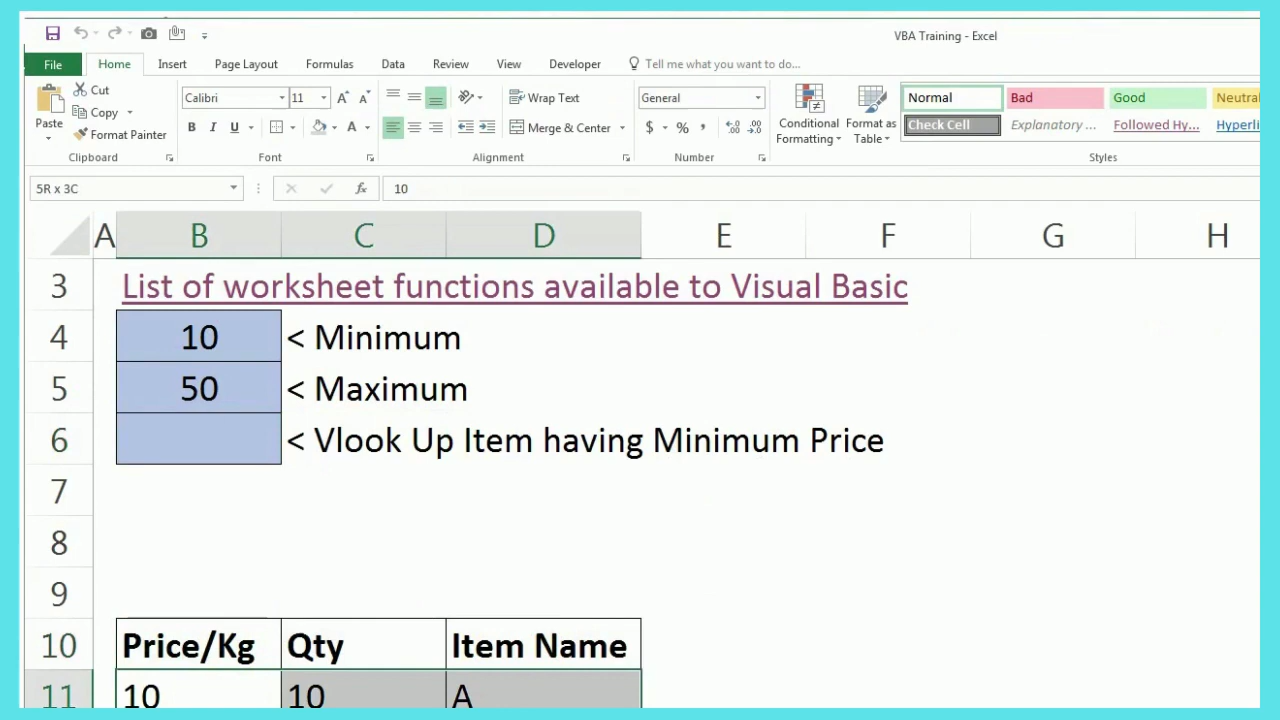 VBA Training - Excel
File Home Insert Page Layout Formulas Data Review View Developer Tell me what you want to do...
Paste Cut Copy Format Painter Clipboard
Calibri 11 B I U A Font
Wrap Text Merge & Center Alignment
General $ % , Number
Conditional Formatting Format as Table
Normal Bad Good Neutral
Check Cell Explanatory ... Followed Hy... Hyperli
Styles
5R x 3C fx 10
A B C D E F G H
3 List of worksheet functions available to Visual Basic
4 10 < Minimum
5 50 < Maximum
6 < Vlook Up Item having Minimum Price
7
8
9
10 Price/Kg Qty Item Name
11 10 10 A